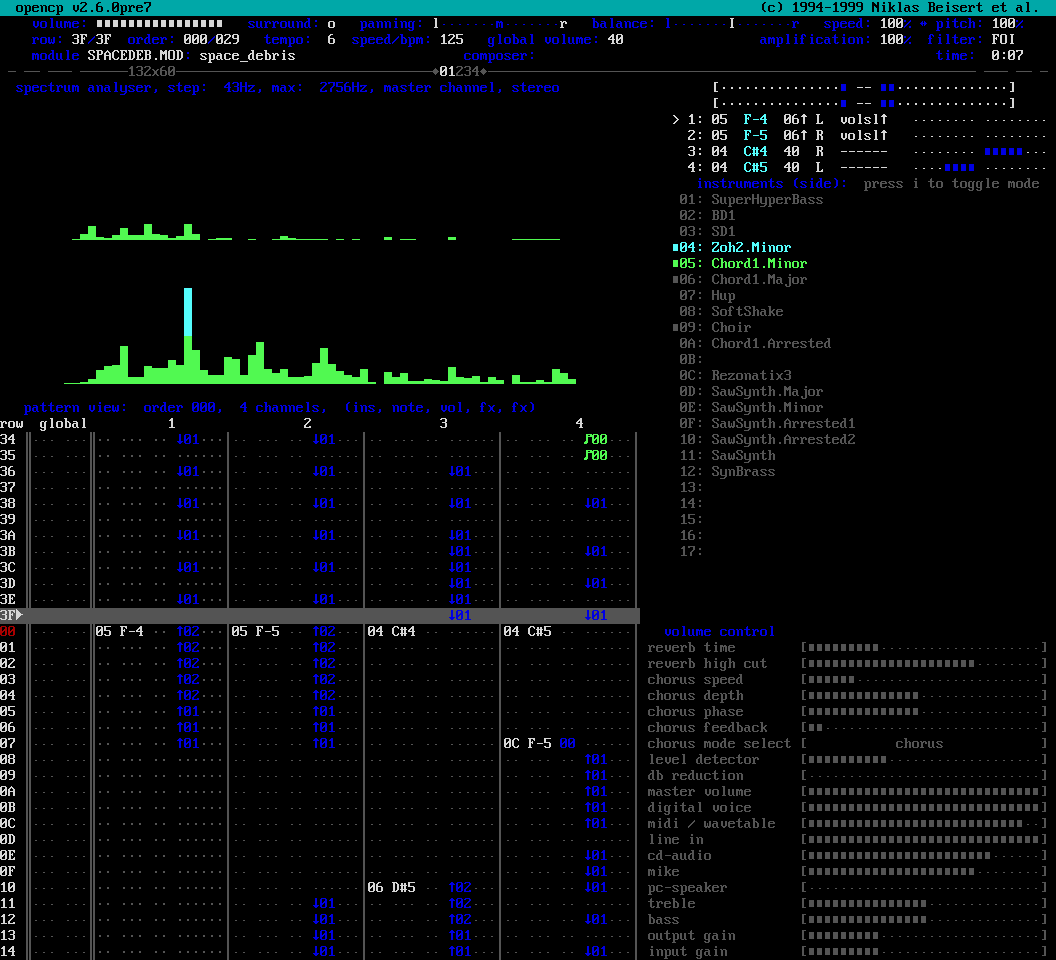 opencp v2.6.0pre7 (c) 1994-1999 Niklas Beisert et al.
volume: surround: o panning: l.......m.......r balance: l.......I.......r speed: 100% = pitch: 100%
row: 3F/3F order: 000/029 tempo: 6 speed/bpm: 125 global volume: 40 amplification: 100% filter: FOI
module SPACEDEB.MOD: space_debris composer: time: 0:07
132x60 01234
spectrum analyser, step: 43Hz, max: 2756Hz, master channel, stereo
> 1: 05 F-4 06↑ L volsl↑
2: 05 F-5 06↑ R volsl↑
3: 04 C#4 40 R ------
4: 04 C#5 40 L ------
instruments (side): press i to toggle mode
01: SuperHyperBass
02: BD1
03: SD1
04: Zoh2.Minor
05: Chord1.Minor
06: Chord1.Major
07: Hup
08: SoftShake
09: Choir
0A: Chord1.Arrested
0B:
0C: Rezonatix3
0D: SawSynth.Major
0E: SawSynth.Minor
0F: SawSynth.Arrested1
10: SawSynth.Arrested2
11: SawSynth
12: SynBrass
13:
14:
15:
16:
17:
pattern view: order 000, 4 channels, (ins, note, vol, fx, fx)
row global 1 2 3 4
34 ↓01 ↓01 ♪00
35 ♪00
36 ↓01 ↓01 ↓01
37
38 ↓01 ↓01 ↓01 ↓01
39
3A ↓01 ↓01 ↓01
3B ↓01 ↓01
3C ↓01 ↓01 ↓01
3D ↓01 ↓01
3E ↓01 ↓01 ↓01
3F ↓01 ↓01
00 05 F-4 ↑02 05 F-5 ↑02 04 C#4 04 C#5
01 ↑02 ↑02
02 ↑02 ↑02
03 ↑02 ↑02
04 ↑02 ↑02
05 ↑01 ↑01
06 ↑01 ↑01
07 ↑01 ↑01 0C F-5 00
08 ↓01
09 ↓01
0A ↓01
0B ↓01
0C ↓01
0D
0E ↓01
0F ↓01
10 06 D#5 ↑02 ↓01
11 ↓01 ↑02
12 ↓01 ↑02 ↓01
13 ↓01 ↑02
14 ↓01 ↑02 ↓01
volume control
reverb time
reverb high cut
chorus speed
chorus depth
chorus phase
chorus feedback
chorus mode select [ chorus ]
level detector
db reduction
master volume
digital voice
midi / wavetable
line in
cd-audio
mike
pc-speaker
treble
bass
output gain
input gain